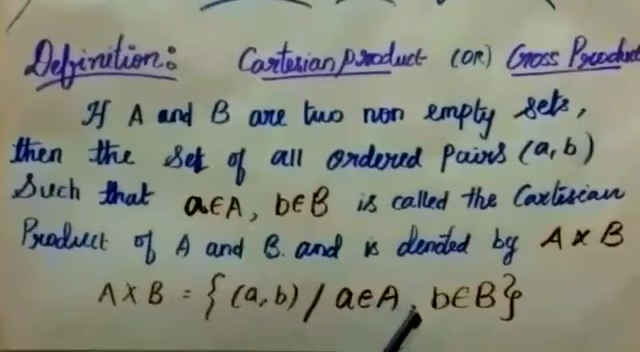 Definition: Cartesian product (OR) Cross Product
If A and B are two non empty sets,
then the set of all ordered pairs (a, b)
Such that a∈A, b∈B is called the Cartesian
Product of A and B. and is denoted by A × B
A × B = { (a, b) / a∈A, b∈B }